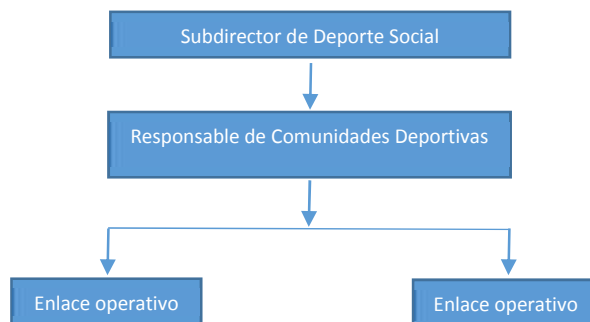 Subdirector de Deporte Social
Responsable de Comunidades Deportivas
Enlace operativo
Enlace operativo